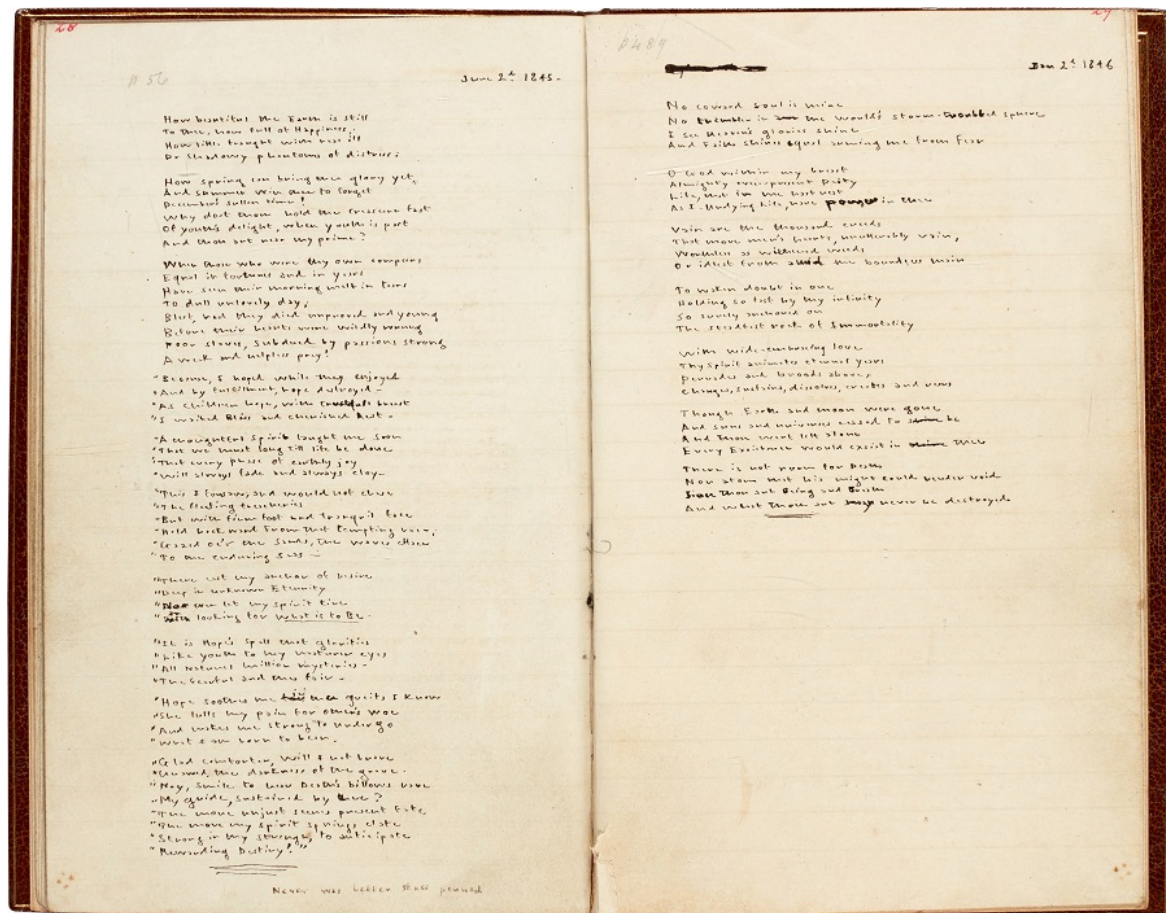 28
p 56
June 2d. 1845-
How beautiful the Earth is still
To thee, how full of Happiness;
How little fraught with real ill
Or Shadowy phantoms of distress;
How Spring can bring thee glory yet,
And Summer win thee to forget
December's sullen time!
Why dost thou hold the treasure fast
Of youth's delight, when youth is past
And thou art near thy prime?
When those who were thy own compeers
Equal in fortunes and in years
Have seen their morning melt in tears
To dull unlovely day;
Blest, had they died unproved and young
Before their hearts were wildly wrung
Poor slaves, Subdued by passions strong
A weak and helpless prey!
"Because, I hoped while they enjoyed
"And by fulfilment, hope destroyed-
"As Children hope, with trustful breast
"I waited Bliss and cherished Rest-
"A thoughtful Spirit taught me soon
"That we must long till life be done
"That every phase of earthly joy
"Will always fade and always cloy-
"This I foresaw, and would not chase
"The fleeting treacheries
"But with firm foot and tranquil face
"Held backward from that tempting race,
"Gazed o'er the Sands, the waves efface
"To the enduring Seas-
"There cast my anchor of Desire
"Deep in unknown Eternity
"Nor ever let my Spirit tire
"With looking for What is to Be-
"It is Hope's Spell that glorifies
"Like youth to my maturer eyes
"All Nature's million mysteries-
"The fearful and the fair-
"Hope soothes me in the griefs I know
"She lulls my pain for other's woe
"And makes me strong to undergo
"What I am born to bear.
"Glad comforter, Will I not brave
"Unawed the darkness of the grave
"Nay, Smile to hear Death's billows rave
"My guide, Sustained by thee?
"The more unjust seems present fate
"The more my Spirit Springs elate
"Strong in thy Strength, to anticipate
"Rewarding Destiny!"
Never was better stuff penned
Jan 2d. 1846
No coward soul is mine
No trembler in the world's storm-troubled sphere
I see Heaven's glories shine
And Faith shines equal arming me from Fear
O God within my breast
Almighty ever-present Deity
Life, that in me hast rest
As I Undying Life, have power in thee
Vain are the thousand creeds
That move men's hearts, unutterably vain,
Worthless as withered weeds
Or idlest froth amid the boundless main
To waken doubt in one
Holding so fast by thy infinity
So surely anchored on
The steadfast rock of Immortality
With wide-embracing love
Thy Spirit animates eternal years
Pervades and broods above,
Changes, sustains, dissolves, creates and rears
Though Earth and moon were gone
And suns and universes ceased to be
And thou wert left alone
Every Existence would exist in thee
There is not room for Death
Nor atom that his might could render void
Since thou art Being and Breath
And what thou art may never be destroyed